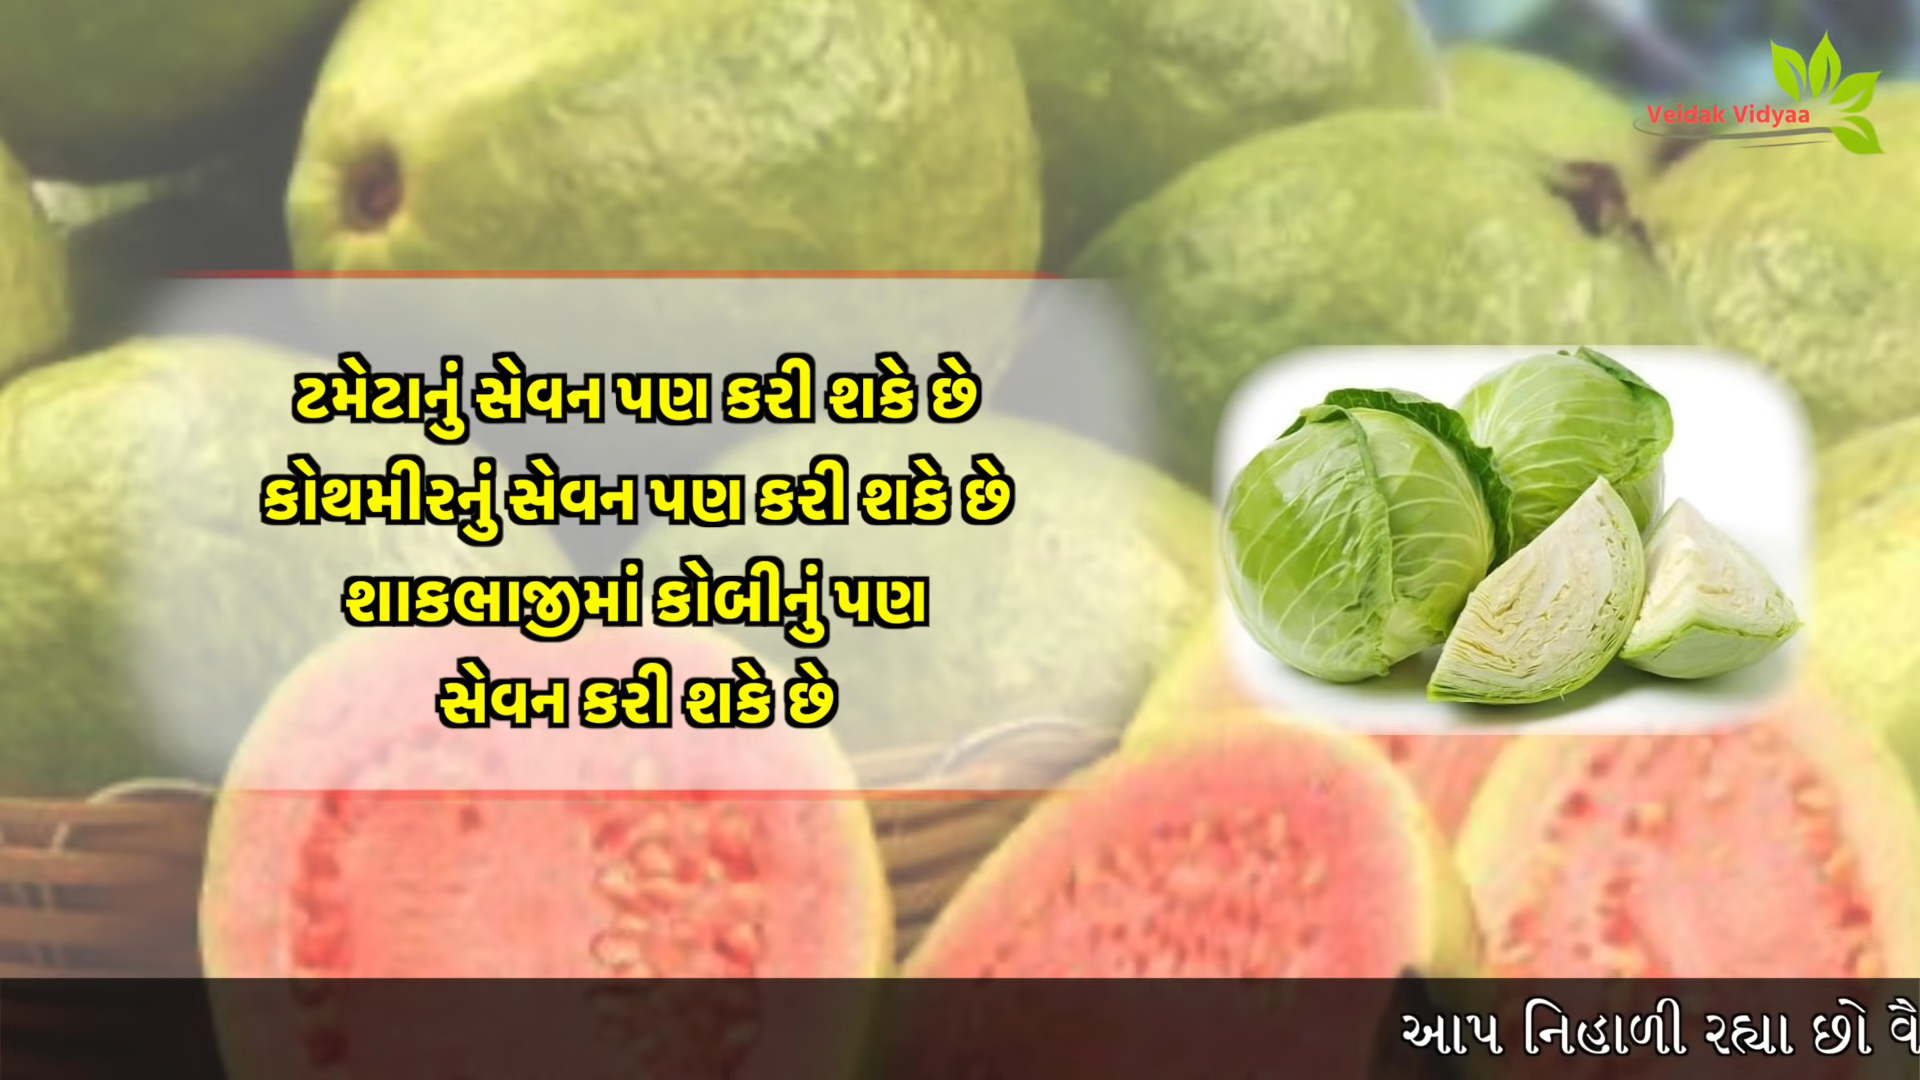 Veidak Vidyaa
ટમેટાનું સેવન પણ કરી શકે છે
કોથમીરનું સેવન પણ કરી શકે છે
શાકભાજીમાં કોબીનું પણ
સેવન કરી શકે છે
આપ નિહાળી રહ્યા છો વૈ